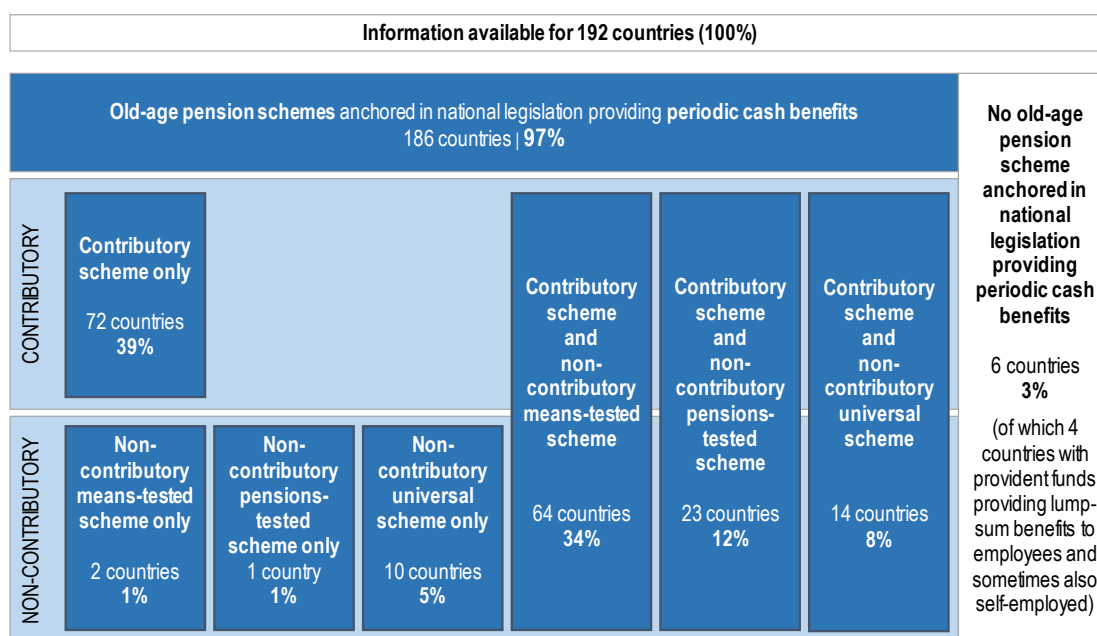 Information available for 192 countries (100%)
Old-age pension schemes anchored in national legislation providing periodic cash benefits
186 countries | 97%
CONTRIBUTORY
Contributory
scheme only
72 countries
39%
Contributory
scheme
and
non-
contributory
means-tested
scheme
64 countries
34%
Contributory
scheme
and
non-
contributory
pensions-
tested
scheme
23 countries
12%
Contributory
scheme
and
non-
contributory
universal
scheme
14 countries
8%
NON-CONTRIBUTORY
Non-
contributory
means-tested
scheme only
2 countries
1%
Non-
contributory
pensions-
tested
scheme only
1 country
1%
Non-
contributory
universal
scheme only
10 countries
5%
No old-age
pension
scheme
anchored in
national
legislation
providing
periodic cash
benefits
6 countries
3%
(of which 4
countries with
provident funds
providing lump-
sum benefits to
employees and
sometimes also
self-employed)